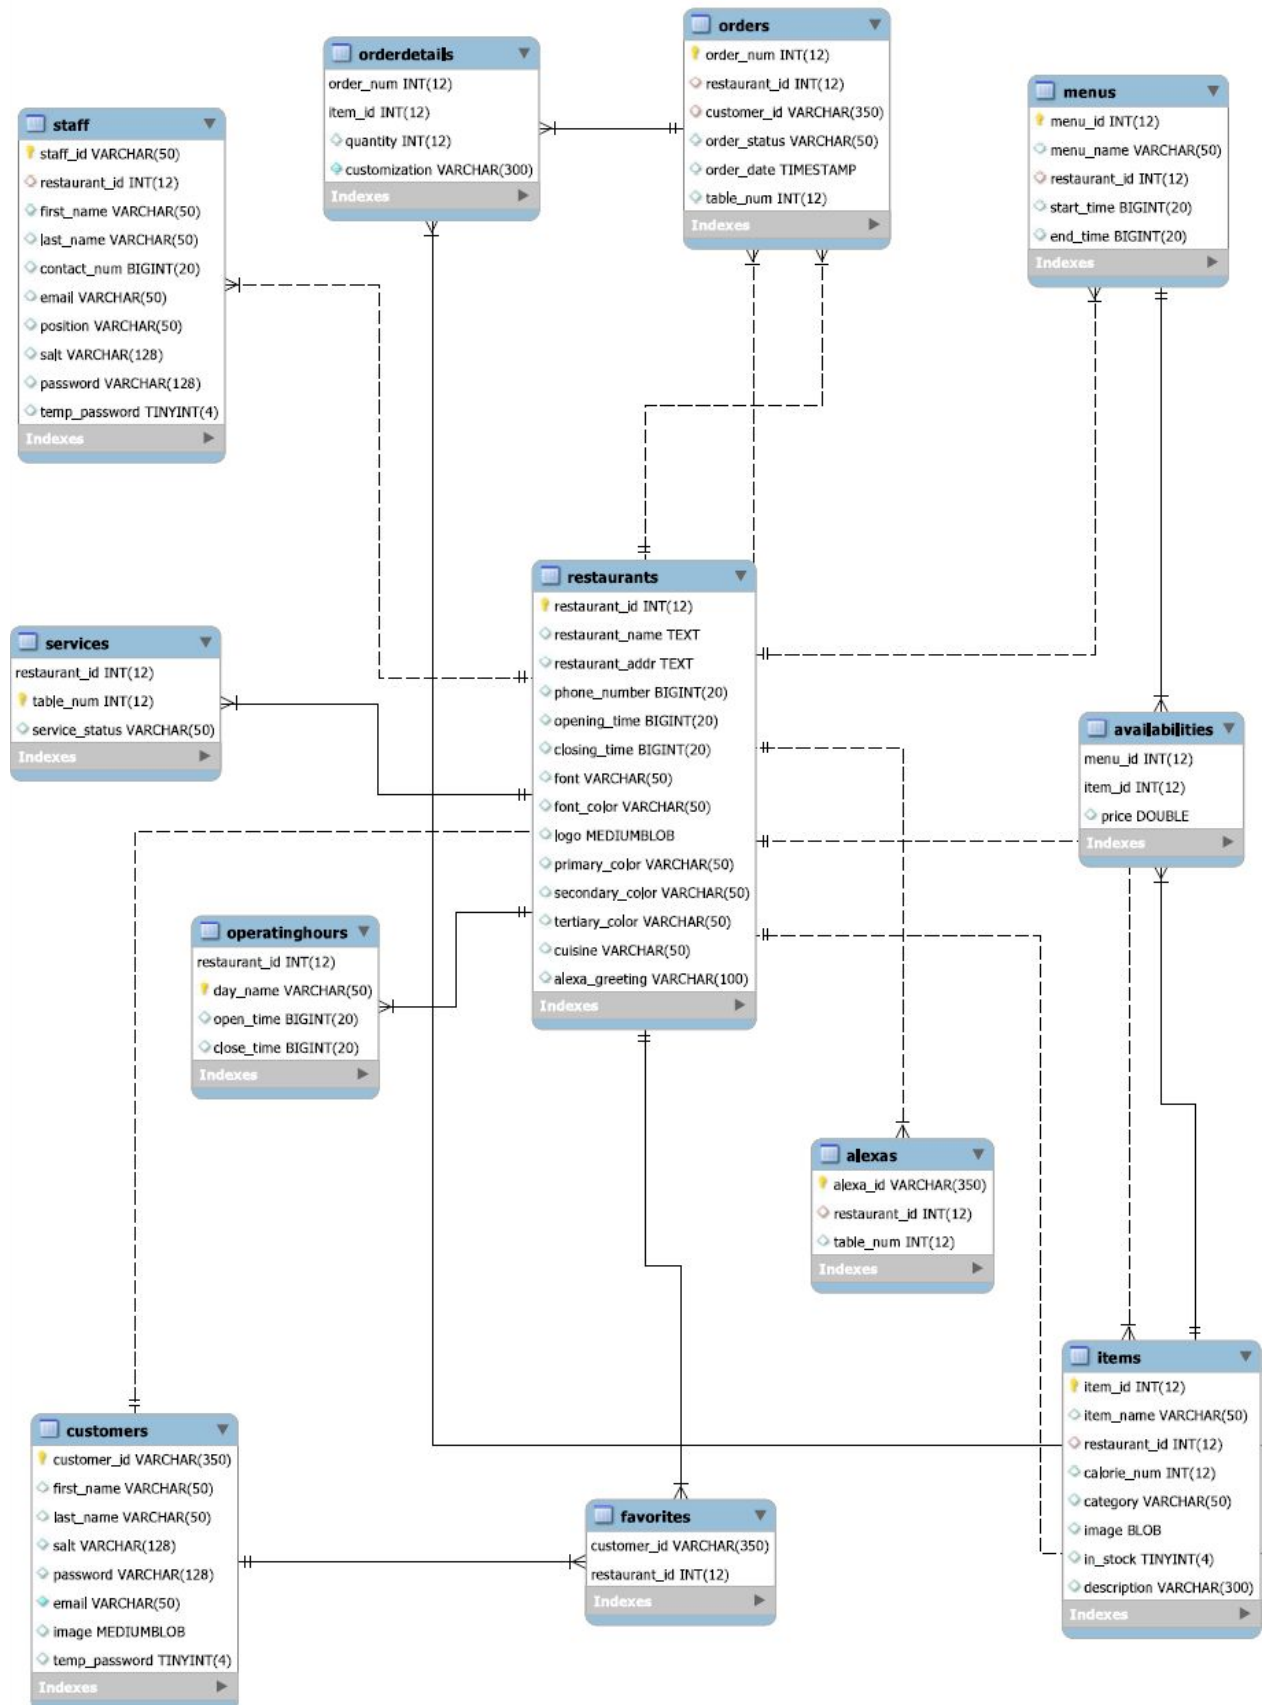 orders
order_num INT(12)
restaurant_id INT(12)
customer_id VARCHAR(350)
order_status VARCHAR(50)
order_date TIMESTAMP
table_num INT(12)
Indexes
orderdetails
order_num INT(12)
item_id INT(12)
quantity INT(12)
customization VARCHAR(300)
Indexes
menus
menu_id INT(12)
menu_name VARCHAR(50)
restaurant_id INT(12)
start_time BIGINT(20)
end_time BIGINT(20)
Indexes
staff
staff_id VARCHAR(50)
restaurant_id INT(12)
first_name VARCHAR(50)
last_name VARCHAR(50)
contact_num BIGINT(20)
email VARCHAR(50)
position VARCHAR(50)
salt VARCHAR(128)
password VARCHAR(128)
temp_password TINYINT(4)
Indexes
restaurants
restaurant_id INT(12)
restaurant_name TEXT
restaurant_addr TEXT
phone_number BIGINT(20)
opening_time BIGINT(20)
closing_time BIGINT(20)
font VARCHAR(50)
font_color VARCHAR(50)
logo MEDIUMBLOB
primary_color VARCHAR(50)
secondary_color VARCHAR(50)
tertiary_color VARCHAR(50)
cuisine VARCHAR(50)
alexa_greeting VARCHAR(100)
Indexes
services
restaurant_id INT(12)
table_num INT(12)
service_status VARCHAR(50)
Indexes
availabilities
menu_id INT(12)
item_id INT(12)
price DOUBLE
Indexes
operatinghours
restaurant_id INT(12)
day_name VARCHAR(50)
open_time BIGINT(20)
close_time BIGINT(20)
Indexes
alexas
alexa_id VARCHAR(350)
restaurant_id INT(12)
table_num INT(12)
Indexes
items
item_id INT(12)
item_name VARCHAR(50)
restaurant_id INT(12)
calorie_num INT(12)
category VARCHAR(50)
image BLOB
in_stock TINYINT(4)
description VARCHAR(300)
Indexes
customers
customer_id VARCHAR(350)
first_name VARCHAR(50)
last_name VARCHAR(50)
salt VARCHAR(128)
password VARCHAR(128)
email VARCHAR(50)
image MEDIUMBLOB
temp_password TINYINT(4)
Indexes
favorites
customer_id VARCHAR(350)
restaurant_id INT(12)
Indexes